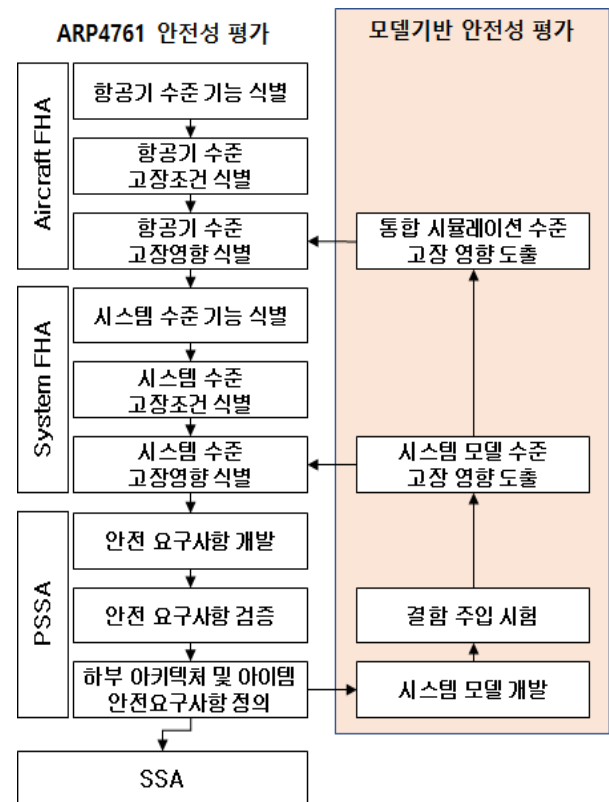 ARP4761 안전성 평가
모델기반 안전성 평가
Aircraft FHA
항공기 수준 기능 식별
항공기 수준
고장조건 식별
항공기 수준
고장영향 식별
통합 시뮬레이션 수준
고장 영향 도출
System FHA
시스템 수준 기능 식별
시스템 수준
고장조건 식별
시스템 수준
고장영향 식별
시스템 모델 수준
고장 영향 도출
PSSA
안전 요구사항 개발
안전 요구사항 검증
결함 주입 시험
하부 아키텍처 및 아이템
안전요구사항 정의
시스템 모델 개발
SSA